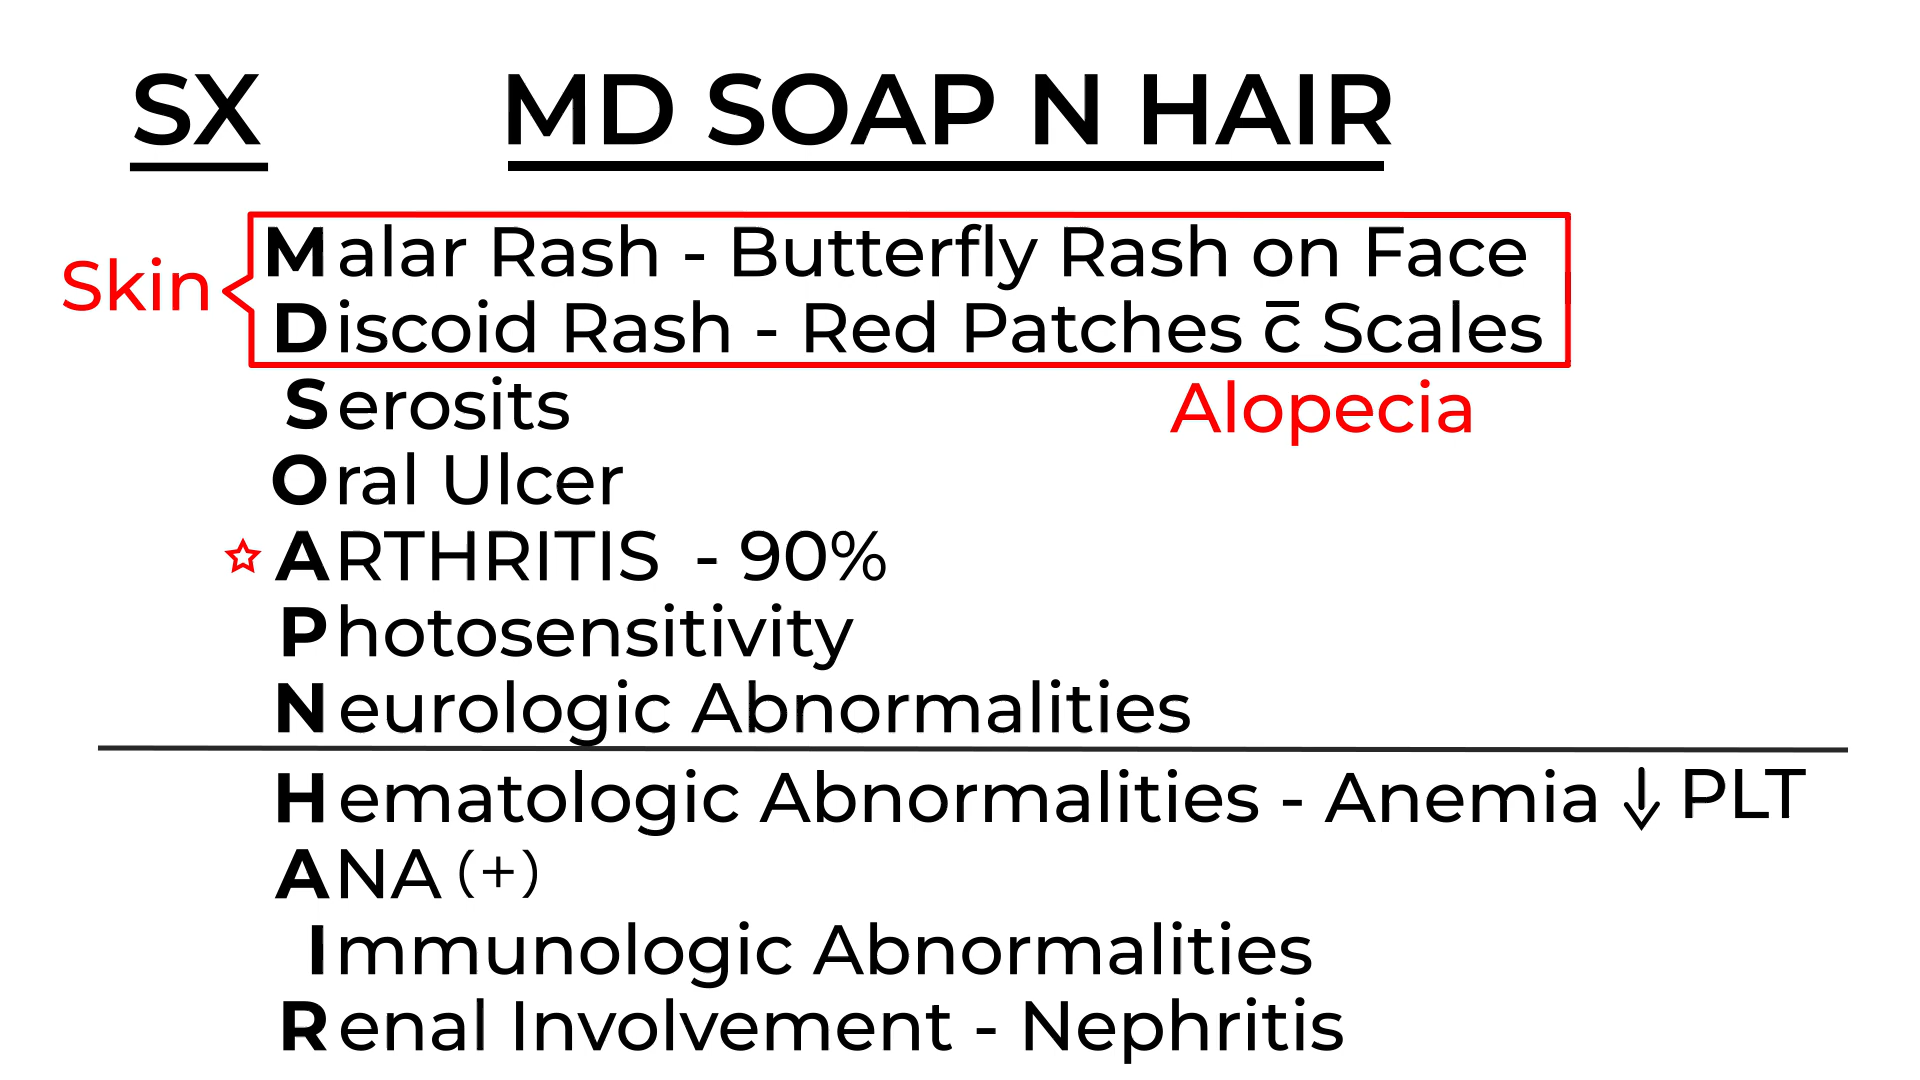 SX MD SOAP N HAIR
Malar Rash - Butterfly Rash on Face
Skin
Discoid Rash - Red Patches c̄ Scales
Serosits
Alopecia
Oral Ulcer
☆ ARTHRITIS - 90%
Photosensitivity
Neurologic Abnormalities
Hematologic Abnormalities - Anemia ↓ PLT
ANA (+)
Immunologic Abnormalities
Renal Involvement - Nephritis